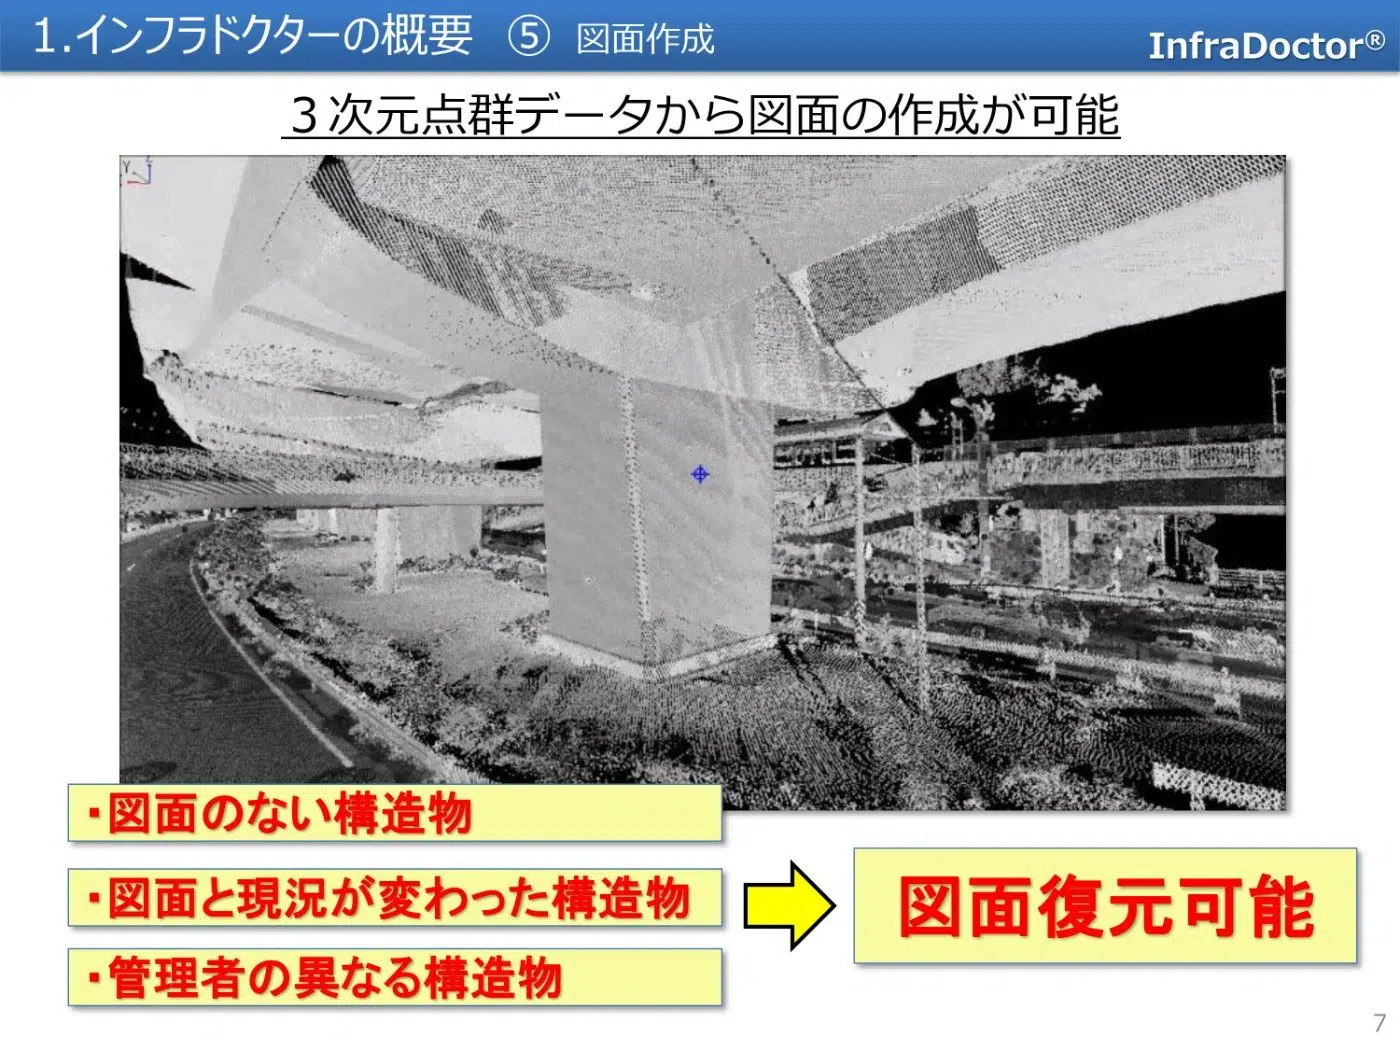 1.インフラドクターの概要 ⑤ 図面作成
InfraDoctor®
３次元点群データから図面の作成が可能
Y Z
・図面のない構造物
・図面と現況が変わった構造物
・管理者の異なる構造物
図面復元可能
7